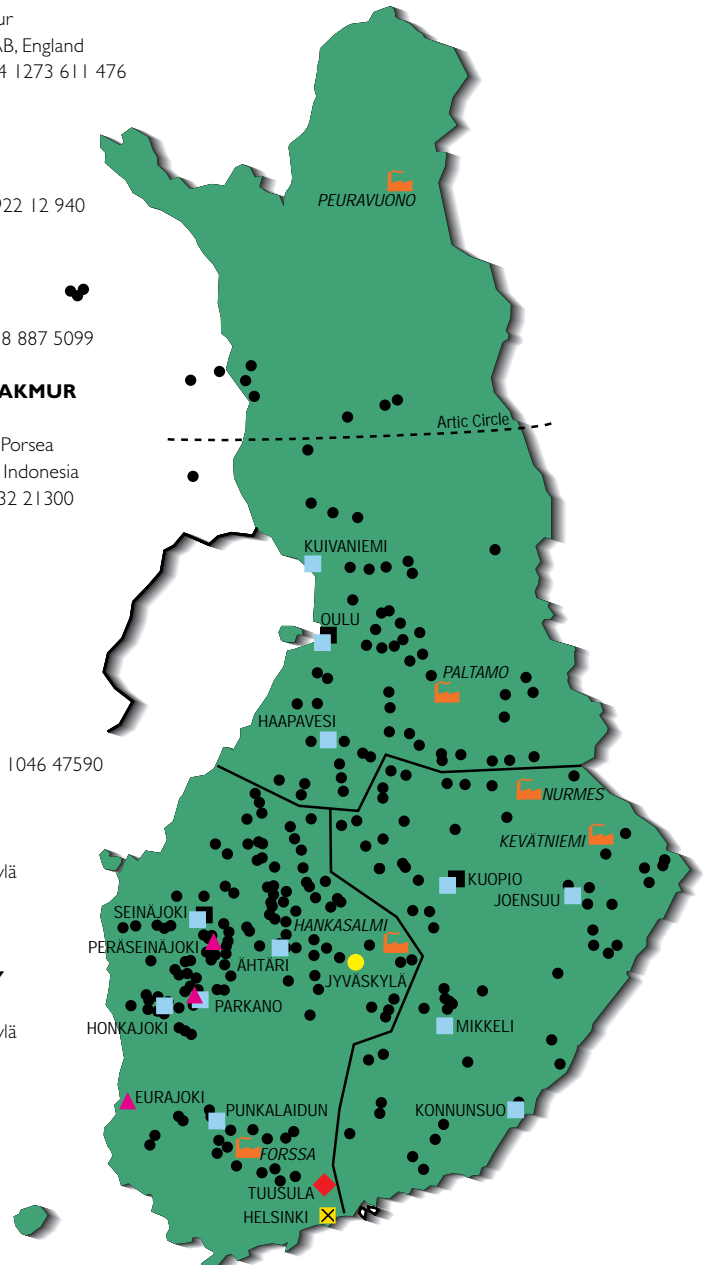 ur
AB, England
4 1273 611 476
922 12 940
8 887 5099
AKMUR
Porsea
Indonesia
32 21300
1046 47590
ylä
Y
ylä
PEURAVUONO
Artic Circle
KUIVANIEMI
OULU
PALTAMO
HAAPAVESI
NURMES
KEVÄTNIEMI
KUOPIO
JOENSUU
SEINÄJOKI
HANKASALMI
PERÄSEINÄJOKI
ÄHTÄRI
JYVÄSKYLÄ
PARKANO
HONKAJOKI
MIKKELI
EURAJOKI
PUNKALAIDUN
KONNUNSUO
FORSSA
TUUSULA
HELSINKI